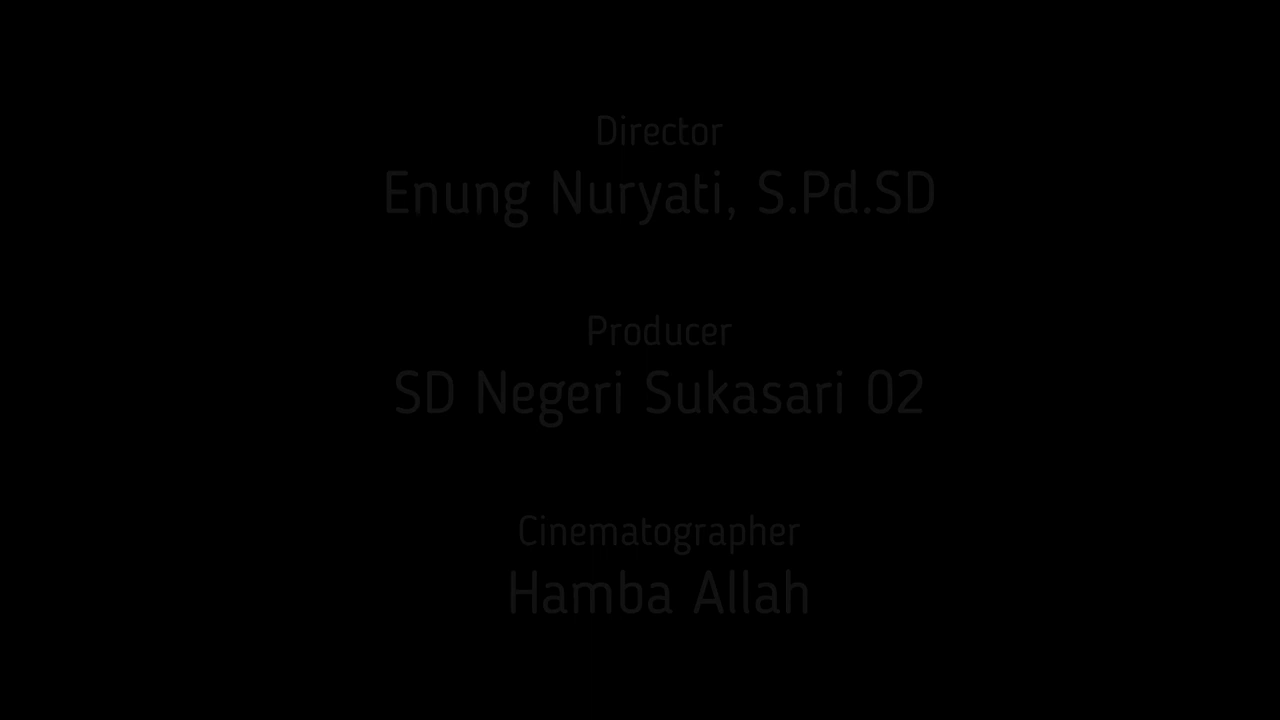 Director
Enung Nuryati, S.Pd.SD
Producer
SD Negeri Sukasari 02
Cinematographer
Hamba Allah